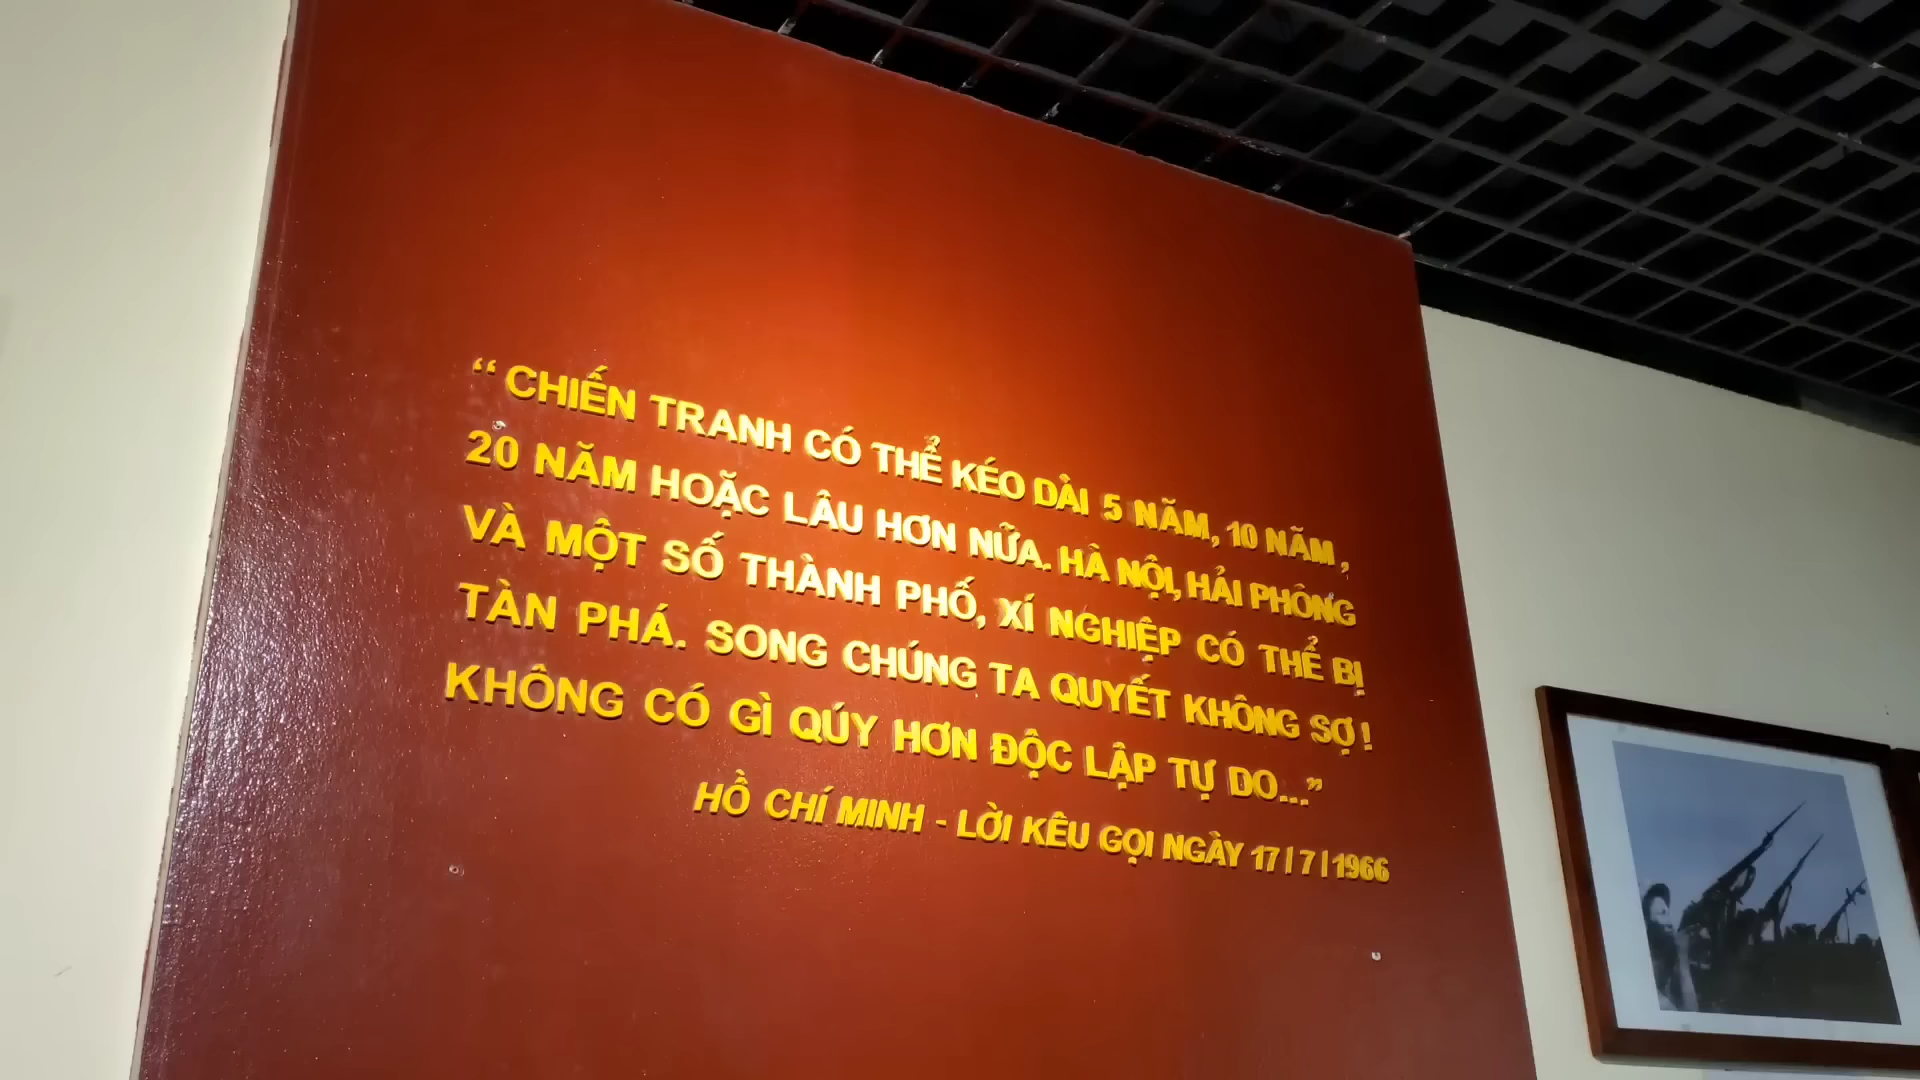 “CHIẾN TRANH CÓ THỂ KÉO DÀI 5 NĂM, 10 NĂM,
20 NĂM HOẶC LÂU HƠN NỮA. HÀ NỘI, HẢI PHÒNG
VÀ MỘT SỐ THÀNH PHỐ, XÍ NGHIỆP CÓ THỂ BỊ
TÀN PHÁ. SONG CHÚNG TA QUYẾT KHÔNG SỢ!
KHÔNG CÓ GÌ QÚY HƠN ĐỘC LẬP TỰ DO...”
HỒ CHÍ MINH - LỜI KÊU GỌI NGÀY 17/7/1966